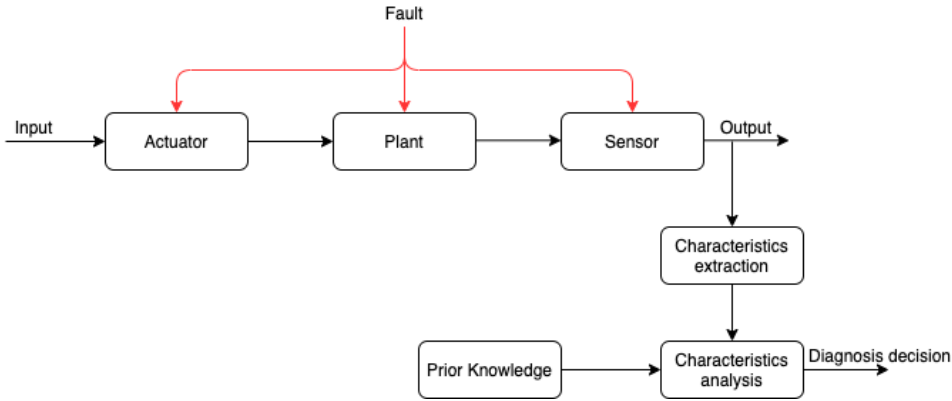 Fault
Input
Actuator
Plant
Sensor
Output
Characteristics
extraction
Prior Knowledge
Characteristics
analysis
Diagnosis decision